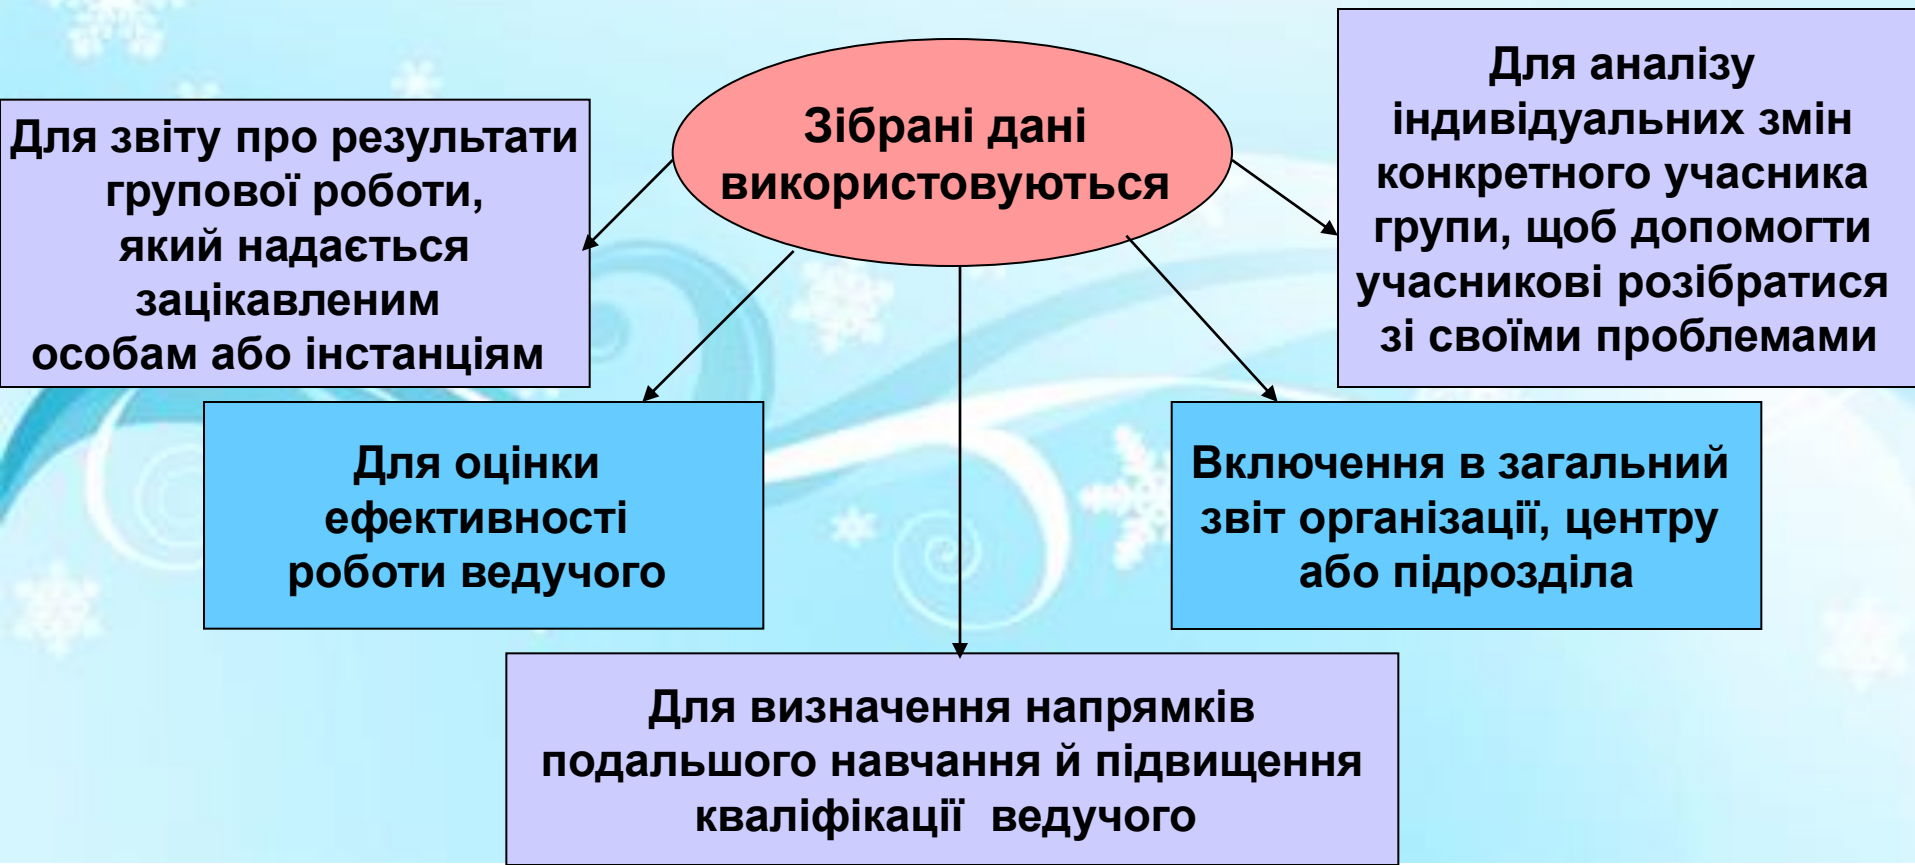 Зібрані дані
використовуються
Для звіту про результати
групової роботи,
який надається
зацікавленим
особам або інстанціям
Для аналізу
індивідуальних змін
конкретного учасника
групи, щоб допомогти
учасникові розібратися
зі своїми проблемами
Для оцінки
ефективності
роботи ведучого
Включення в загальний
звіт організації, центру
або підрозділа
Для визначення напрямків
подальшого навчання й підвищення
кваліфікації  ведучого